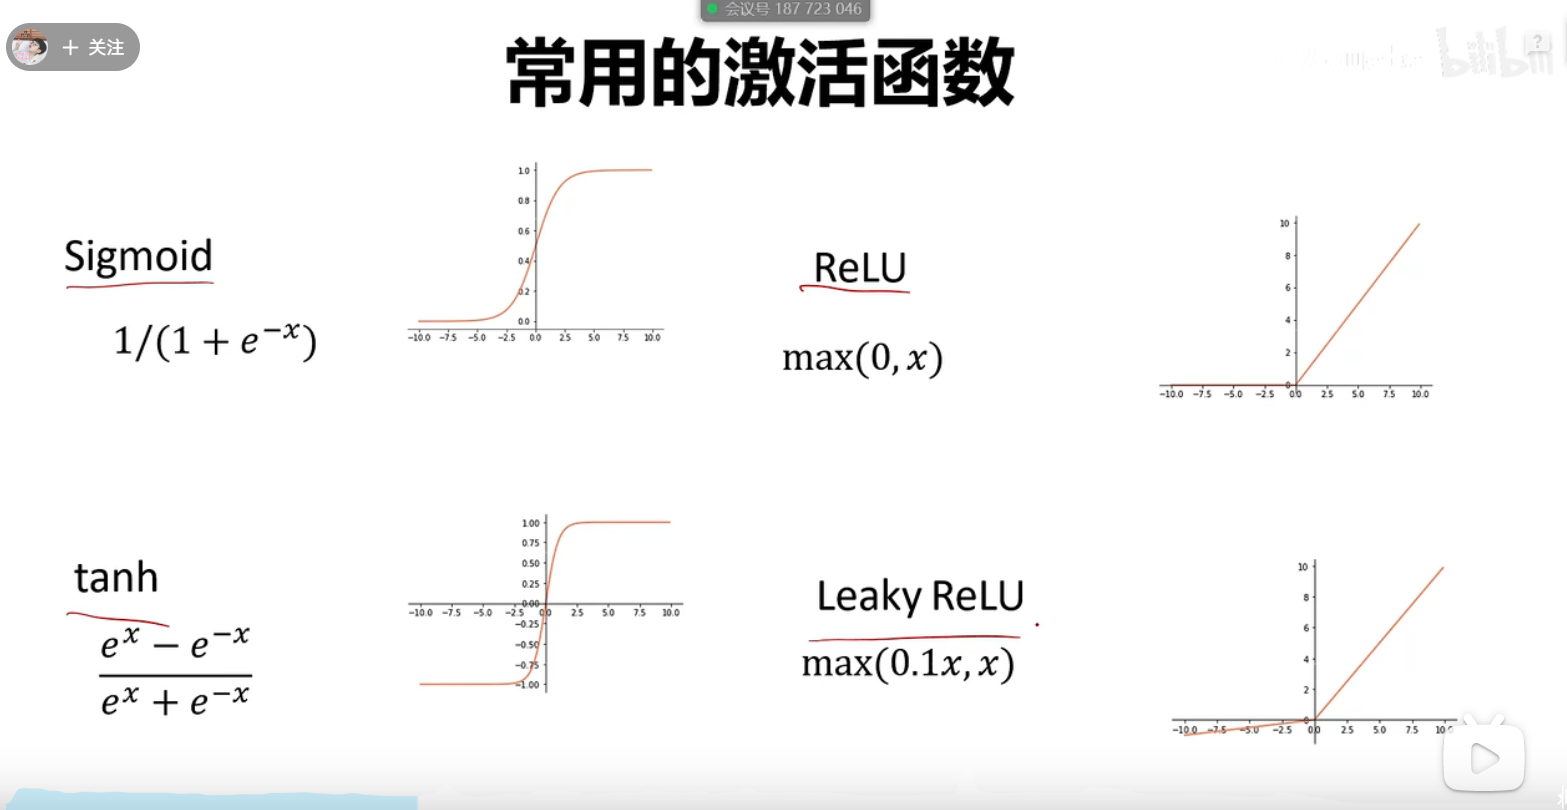 会议号 187 723 046
+ 关注
常用的激活函数
bilibili
?
Sigmoid
1/(1 + e^{-x})
1.0
0.8
0.6
0.4
0.2
0.0
-10.0 -7.5 -5.0 -2.5 0.0 2.5 5.0 7.5 10.0
ReLU
max(0, x)
10
8
6
4
2
0
-10.0 -7.5 -5.0 -2.5 0.0 2.5 5.0 7.5 10.0
tanh
e^x − e^{-x}
e^x + e^{-x}
1.00
0.75
0.50
0.25
0.00
-10.0 -7.5 -5.0 -2.5 0.0 2.5 5.0 7.5 10.0
-0.25
-0.50
-0.75
-1.00
Leaky ReLU
max(0.1x, x)
10
8
6
4
2
0
-10.0 -7.5 -5.0 -2.5 0.0 2.5 5.0 7.5 10.0